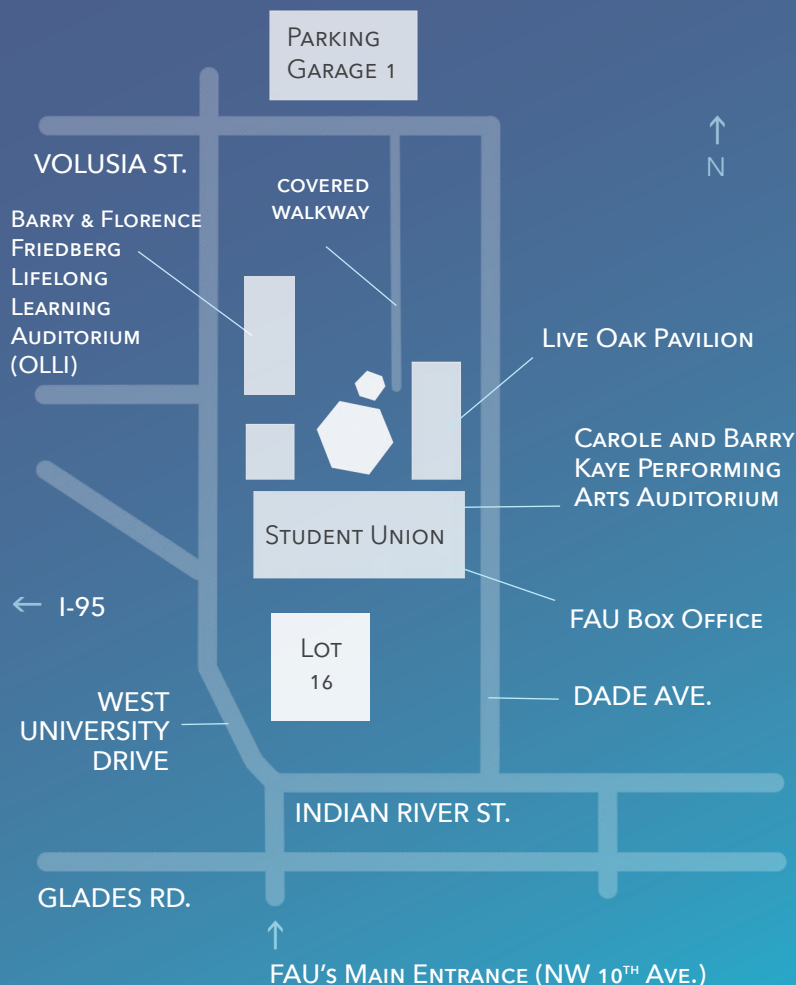 Parking
Garage 1
N
VOLUSIA ST.
covered
walkway
Barry & Florence
Friedberg
Lifelong
Learning
Auditorium
(OLLI)
Live Oak Pavilion
Carole and Barry
Kaye Performing
Arts Auditorium
Student Union
← I-95
FAU Box Office
Lot
16
WEST
UNIVERSITY
DRIVE
DADE AVE.
INDIAN RIVER ST.
GLADES RD.
FAU's Main Entrance (NW 10th Ave.)